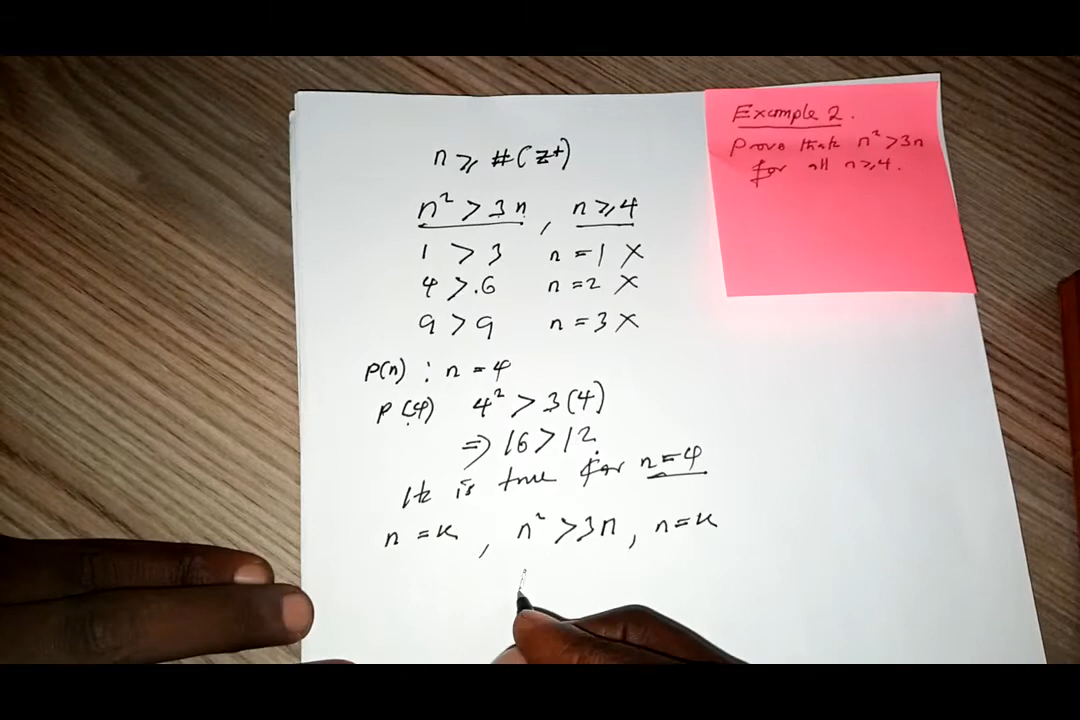 n ≥ #(z+)
n² > 3n, n ≥ 4
1 > 3 n = 1 X
4 > .6 n = 2 X
9 > 9 n = 3 X
P(n) : n = 4
P(4) 4² > 3(4)
⇒ 16 > 12
It is true for n = 4
n = k, n² > 3n, n = k
Example 2.
Prove that n² > 3n
for all n ≥ 4.